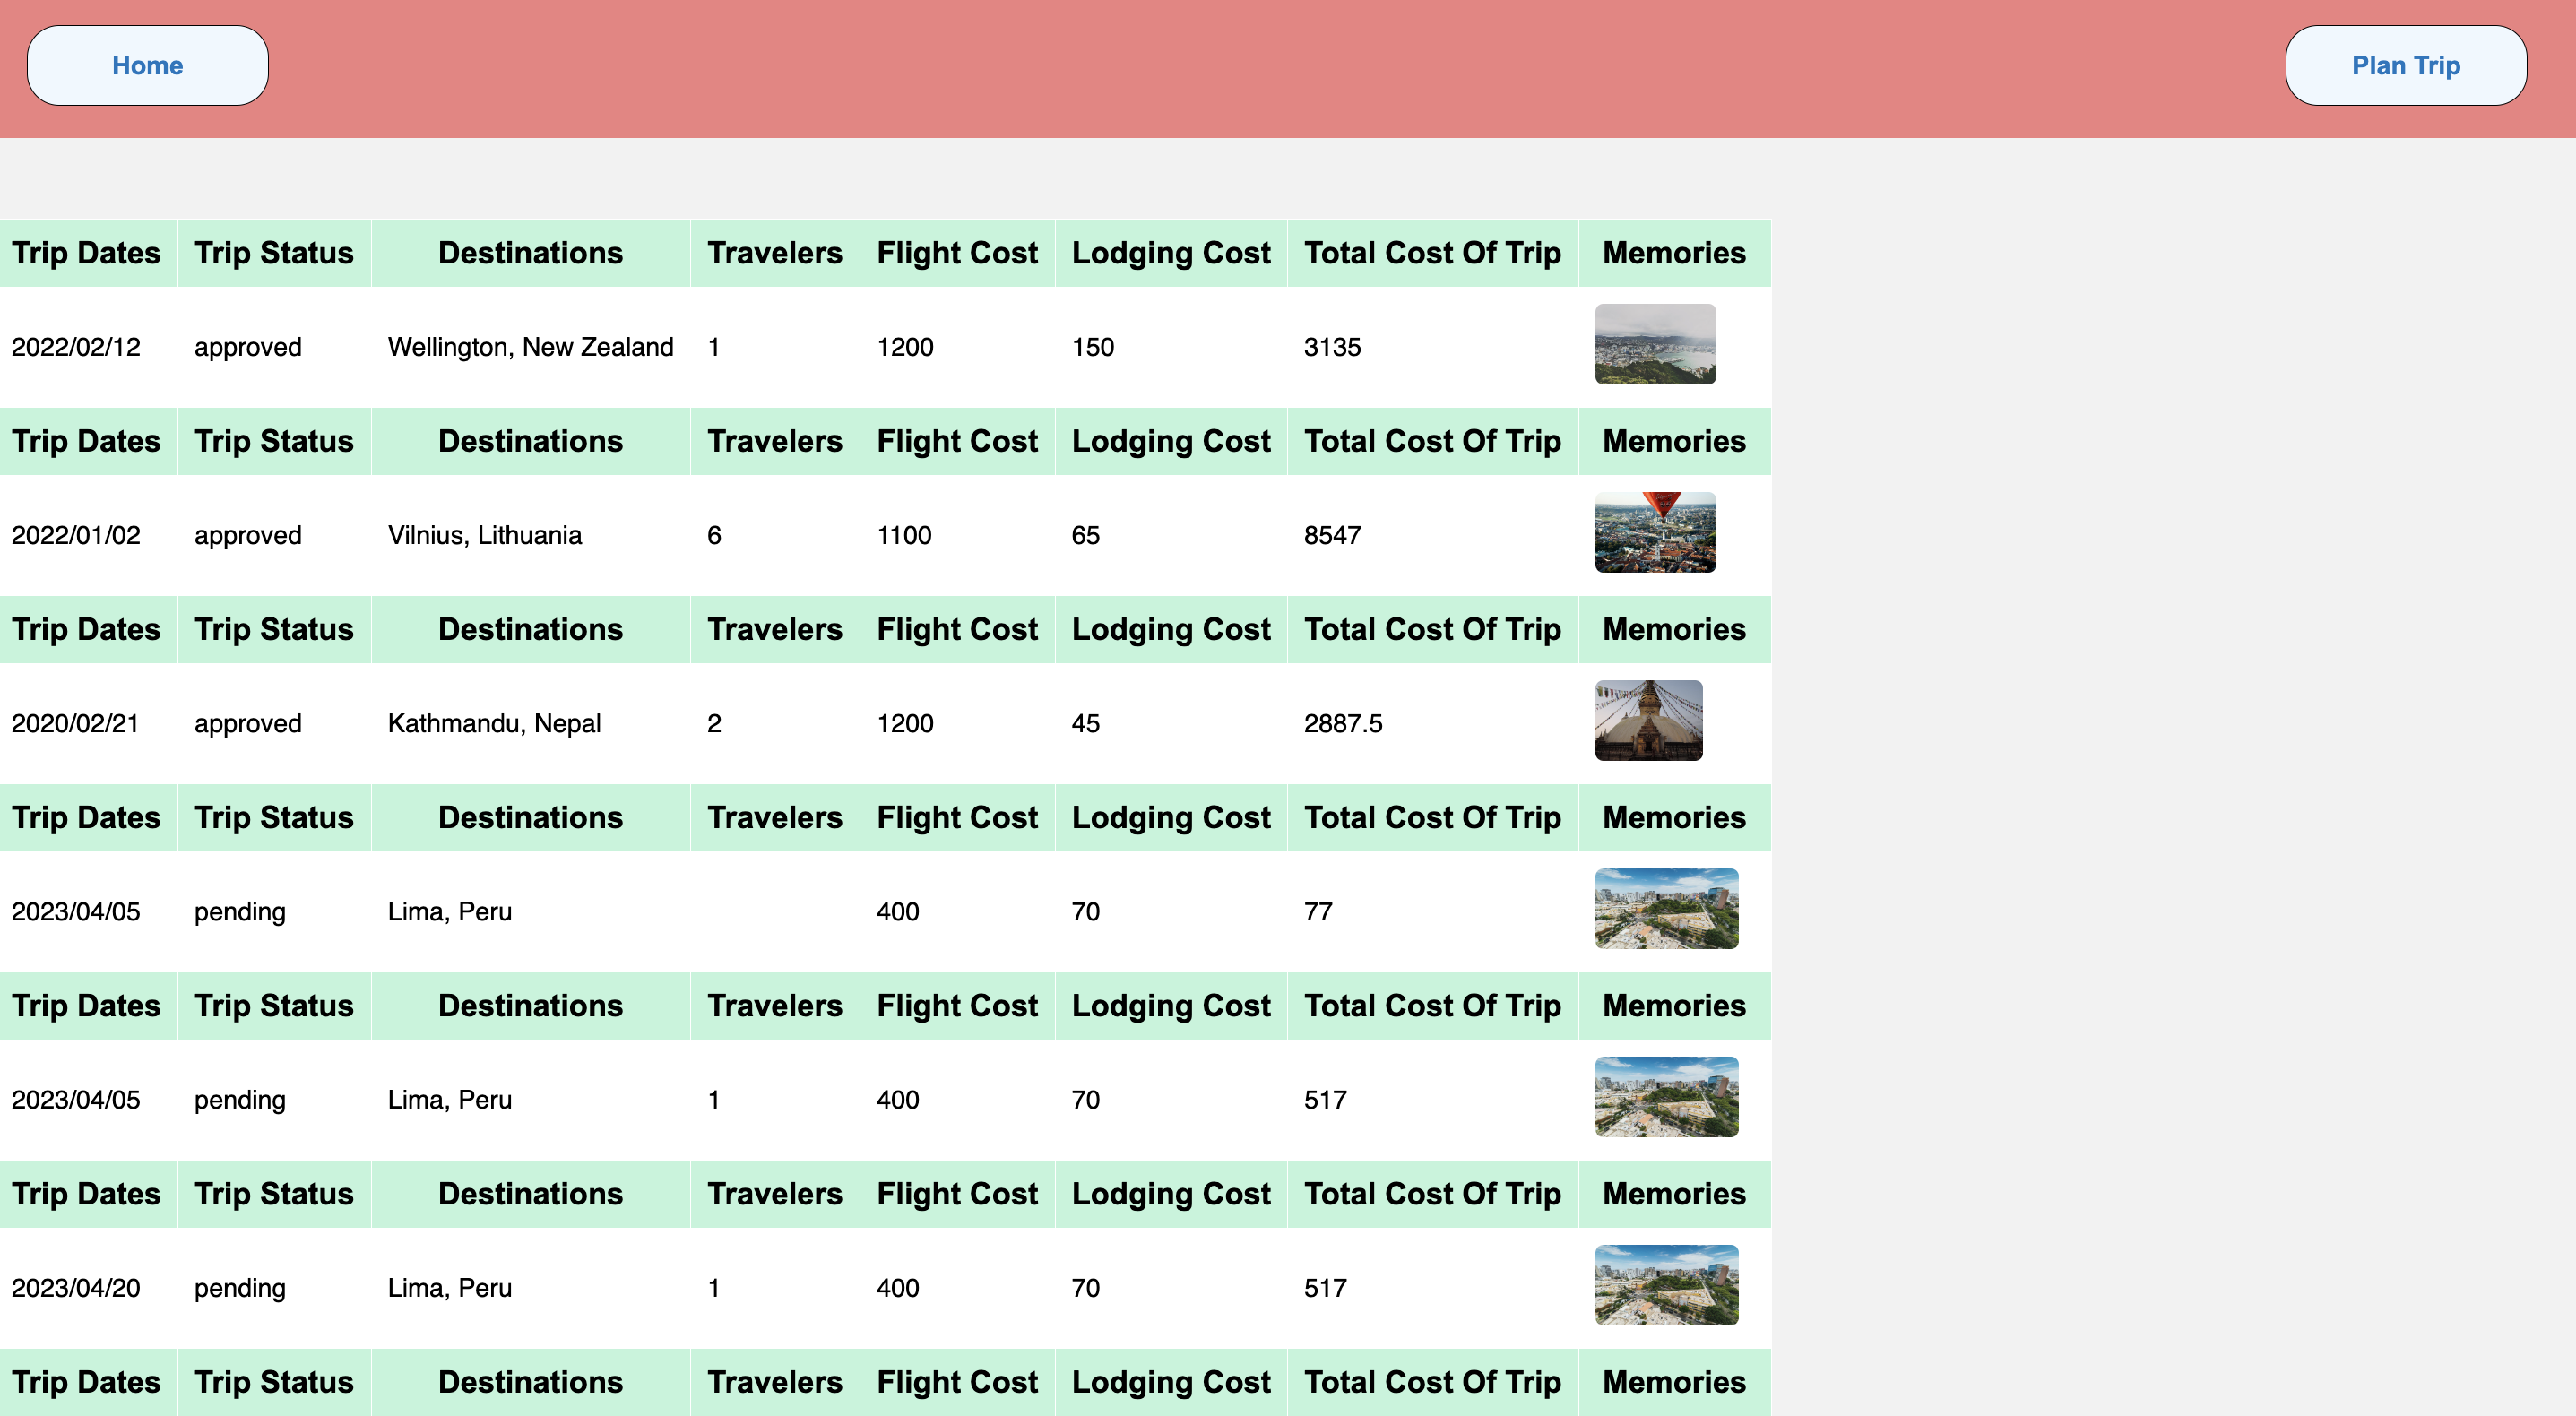 Home Plan Trip
Trip Dates Trip Status Destinations Travelers Flight Cost Lodging Cost Total Cost Of Trip Memories
2022/02/12 approved Wellington, New Zealand 1 1200 150 3135
Trip Dates Trip Status Destinations Travelers Flight Cost Lodging Cost Total Cost Of Trip Memories
2022/01/02 approved Vilnius, Lithuania 6 1100 65 8547
Trip Dates Trip Status Destinations Travelers Flight Cost Lodging Cost Total Cost Of Trip Memories
2020/02/21 approved Kathmandu, Nepal 2 1200 45 2887.5
Trip Dates Trip Status Destinations Travelers Flight Cost Lodging Cost Total Cost Of Trip Memories
2023/04/05 pending Lima, Peru 400 70 77
Trip Dates Trip Status Destinations Travelers Flight Cost Lodging Cost Total Cost Of Trip Memories
2023/04/05 pending Lima, Peru 1 400 70 517
Trip Dates Trip Status Destinations Travelers Flight Cost Lodging Cost Total Cost Of Trip Memories
2023/04/20 pending Lima, Peru 1 400 70 517
Trip Dates Trip Status Destinations Travelers Flight Cost Lodging Cost Total Cost Of Trip Memories